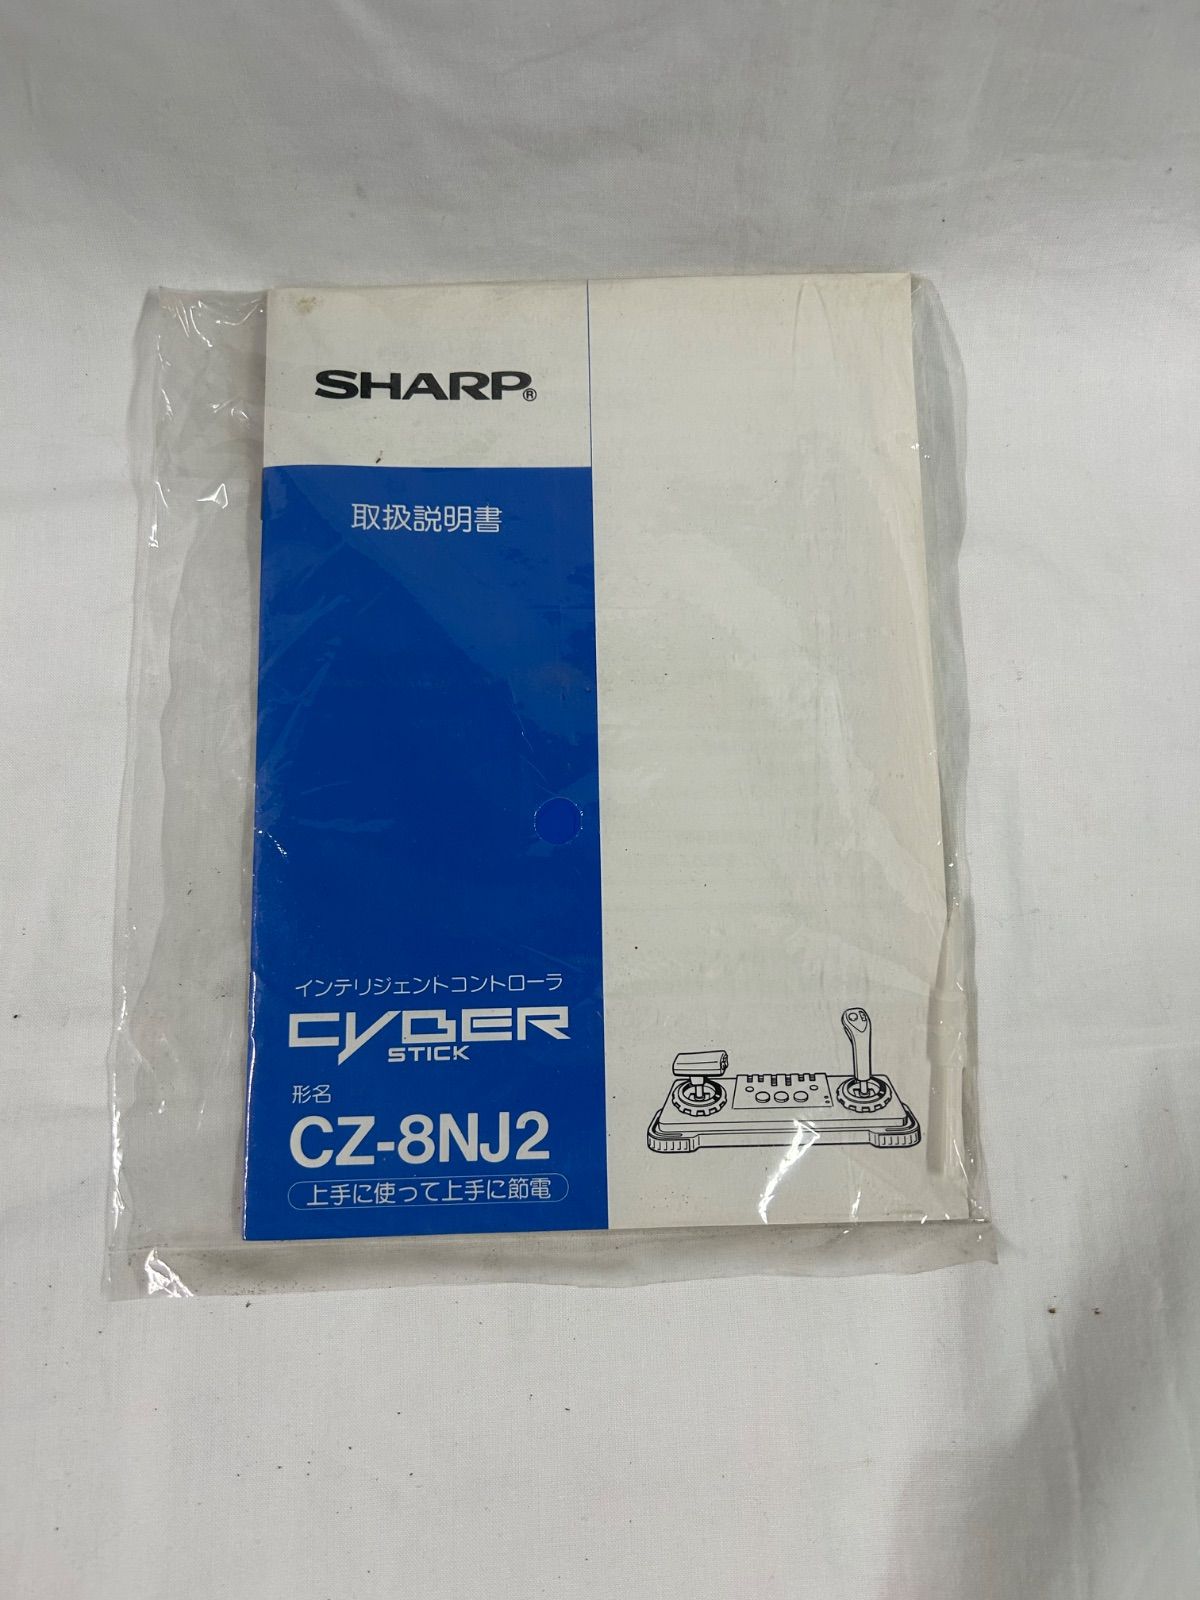 SHARP®
取扱説明書
インテリジェントコントローラ
CYBER
STICK
形名
CZ-8NJ2
上手に使って上手に節電